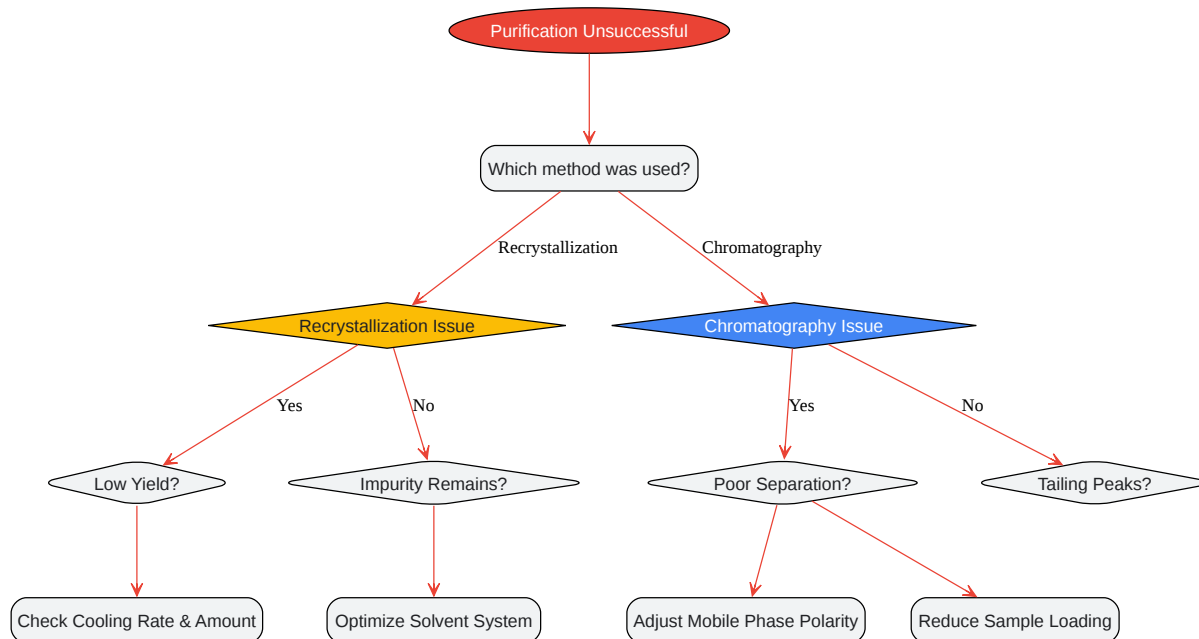 Purification Unsuccessful
Which method was used?
Recrystallization
Chromatography
Recrystallization Issue
Chromatography Issue
Yes
No
Yes
No
Low Yield?
Impurity Remains?
Poor Separation?
Tailing Peaks?
Check Cooling Rate & Amount
Optimize Solvent System
Adjust Mobile Phase Polarity
Reduce Sample Loading